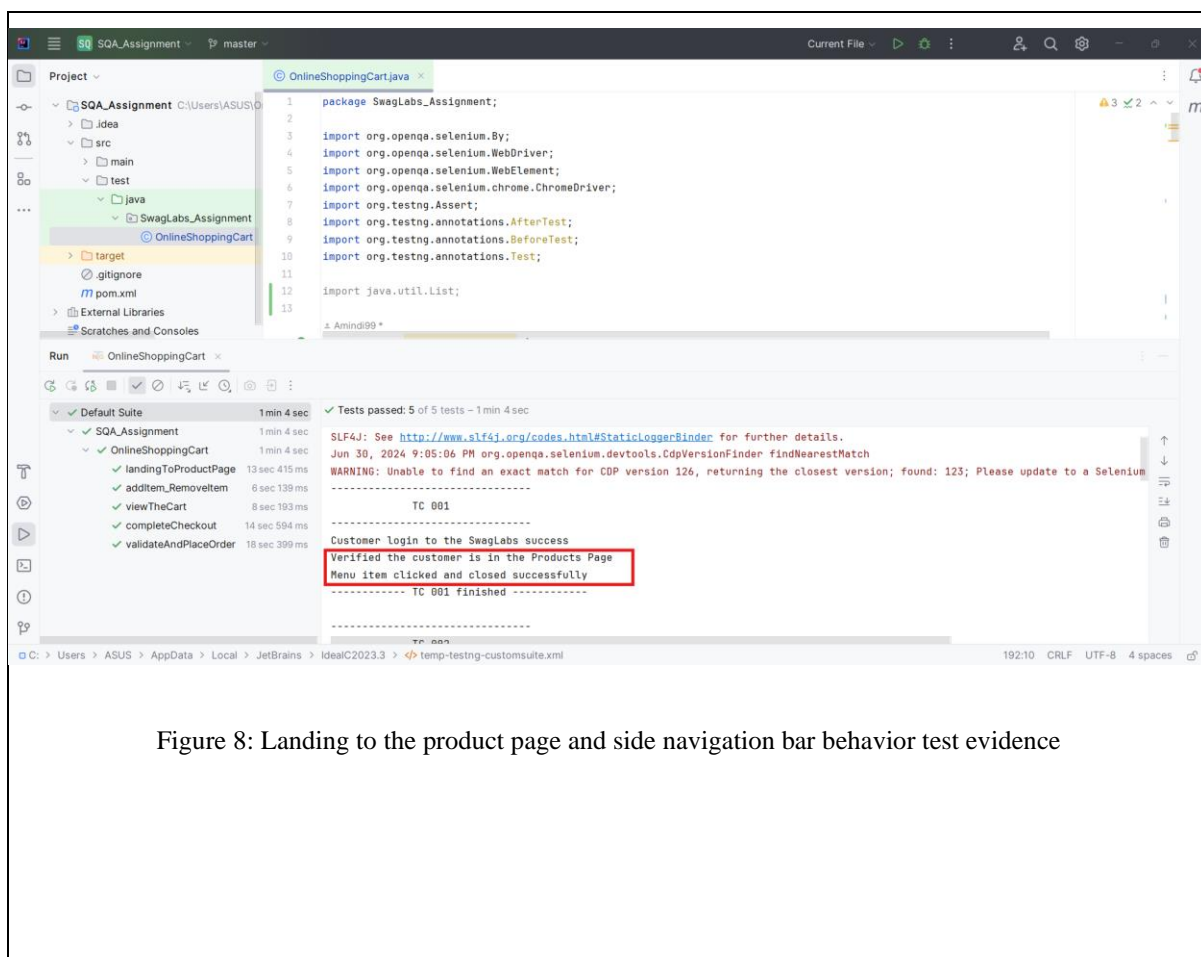 SQ SQA_Assignment master Current File
Project
OnlineShoppingCart.java
SQA_Assignment C:\Users\ASUS\O
.idea
src
main
test
java
SwagLabs_Assignment
OnlineShoppingCart
target
.gitignore
m pom.xml
External Libraries
Scratches and Consoles
3 2
1 package SwagLabs_Assignment;
2
3 import org.openqa.selenium.By;
4 import org.openqa.selenium.WebDriver;
5 import org.openqa.selenium.WebElement;
6 import org.openqa.selenium.chrome.ChromeDriver;
7 import org.testng.Assert;
8 import org.testng.annotations.AfterTest;
9 import org.testng.annotations.BeforeTest;
10 import org.testng.annotations.Test;
11
12 import java.util.List;
13
Amindi99 *
m
Run OnlineShoppingCart
Default Suite 1 min 4 sec
SQA_Assignment 1 min 4 sec
OnlineShoppingCart 1 min 4 sec
landingToProductPage 13 sec 415 ms
addItem_RemoveItem 6 sec 139 ms
viewTheCart 8 sec 193 ms
completeCheckout 14 sec 594 ms
validateAndPlaceOrder 18 sec 399 ms
Tests passed: 5 of 5 tests – 1 min 4 sec
SLF4J: See http://www.slf4j.org/codes.html#StaticLoggerBinder for further details.
Jun 30, 2024 9:05:06 PM org.openqa.selenium.devtools.CdpVersionFinder findNearestMatch
WARNING: Unable to find an exact match for CDP version 126, returning the closest version; found: 123; Please update to a Selenium
--------------------------------
TC 001
--------------------------------
Customer login to the SwagLabs success
Verified the customer is in the Products Page
Menu item clicked and closed successfully
------------ TC 001 finished ------------
--------------------------------
TC 002
C: > Users > ASUS > AppData > Local > JetBrains > IdeaIC2023.3 > temp-testng-customsuite.xml 192:10 CRLF UTF-8 4 spaces
Figure 8: Landing to the product page and side navigation bar behavior test evidence